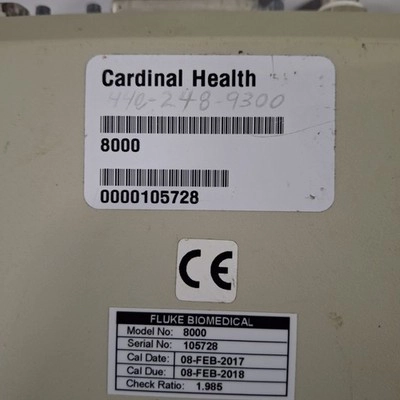 Cardinal Health
440-248-9300
8000
0000105728
CE
FLUKE BIOMEDICAL
Model No: 8000
Serial No: 105728
Cal Date: 08-FEB-2017
Cal Due: 08-FEB-2018
Check Ratio: 1.985